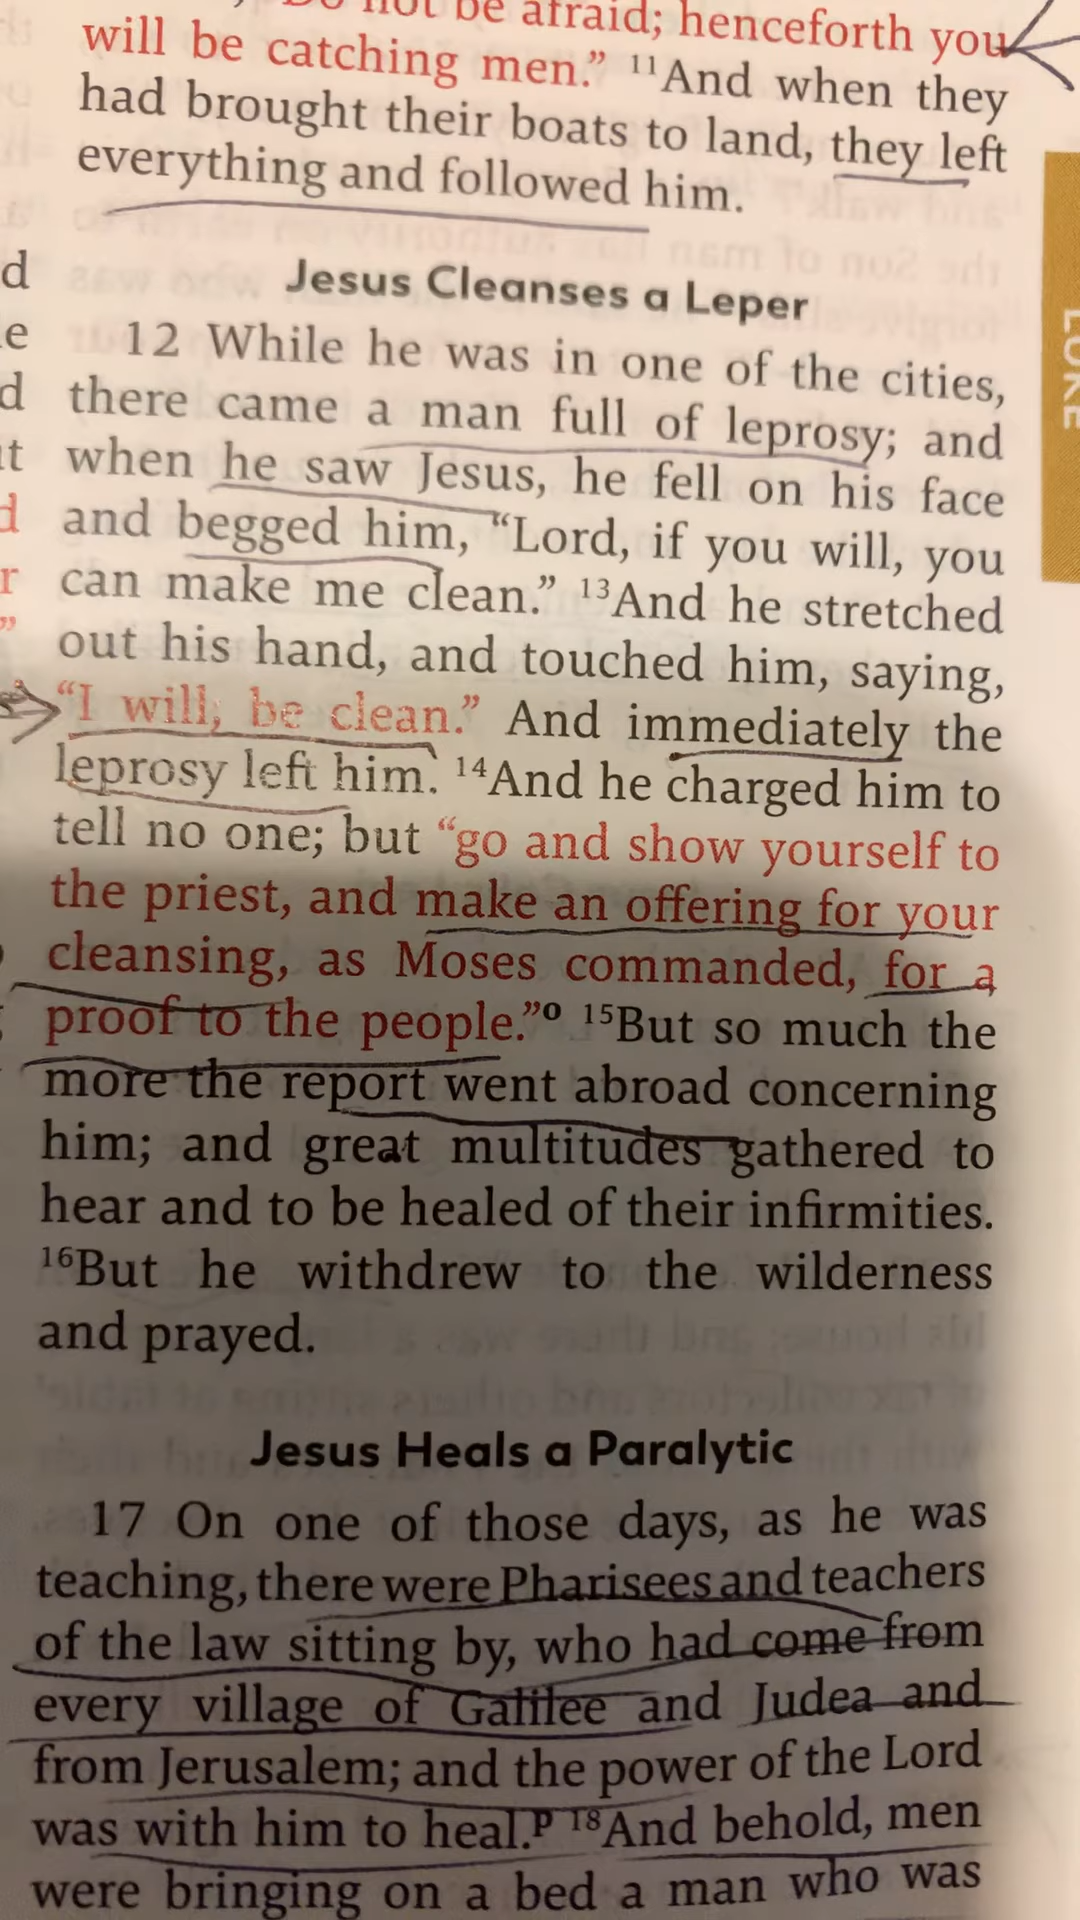 Do not be afraid; henceforth you
will be catching men.” ¹¹And when they
had brought their boats to land, they left
everything and followed him.
Jesus Cleanses a Leper
12 While he was in one of the cities,
there came a man full of leprosy; and
when he saw Jesus, he fell on his face
and begged him, “Lord, if you will, you
can make me clean.” ¹³And he stretched
out his hand, and touched him, saying,
“I will; be clean.” And immediately the
leprosy left him. ¹⁴And he charged him to
tell no one; but “go and show yourself to
the priest, and make an offering for your
cleansing, as Moses commanded, for a
proof to the people.”ᵒ ¹⁵But so much the
more the report went abroad concerning
him; and great multitudes gathered to
hear and to be healed of their infirmities.
¹⁶But he withdrew to the wilderness
and prayed.
Jesus Heals a Paralytic
17 On one of those days, as he was
teaching, there were Pharisees and teachers
of the law sitting by, who had come from
every village of Galilee and Judea and
from Jerusalem; and the power of the Lord
was with him to heal.ᵖ ¹⁸And behold, men
were bringing on a bed a man who was
LUKE